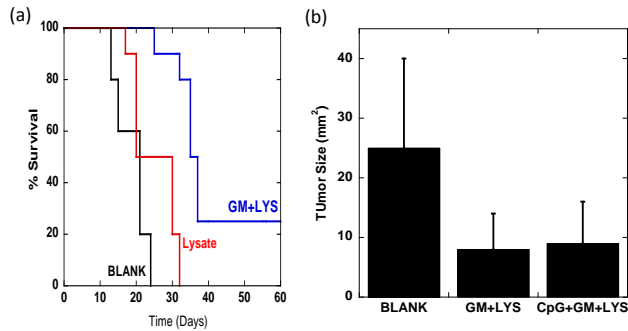 (a)
(b)
100
80
60
40
20
0
% Survival
GM+LYS
Lysate
BLANK
0 10 20 30 40 50 60
Time (Days)
40
30
20
10
0
TUmor Size (mm²)
BLANK GM+LYS CpG+GM+LYS